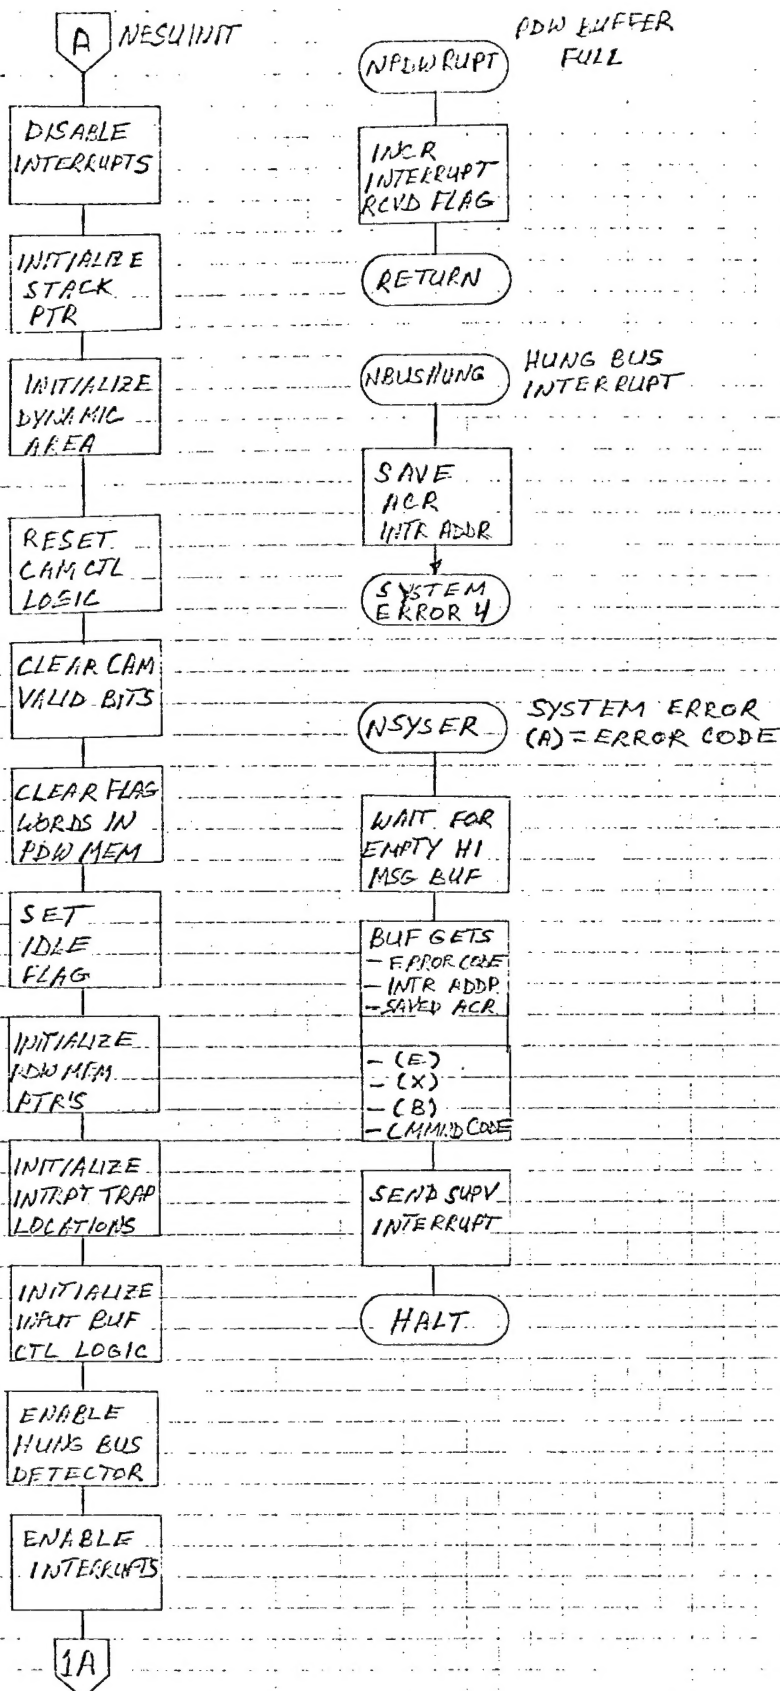 A NESUINIT
DISABLE
INTERRUPTS
INITIALIZE
STACK
PTR
INITIALIZE
DYNAMIC
AREA
RESET
CAM CTL
LOGIC
CLEAR CAM
VALID BITS
CLEAR FLAG
WORDS IN
PDW MEM
SET
IDLE
FLAG
INITIALIZE
PDW MEM
PTR'S
INITIALIZE
INTRPT TRAP
LOCATIONS
INITIALIZE
INPUT BUF
CTL LOGIC
ENABLE
HUNG BUS
DETECTOR
ENABLE
INTERRUPTS
1A
NPDWRUPT
PDW BUFFER
FULL
INCR
INTERRUPT
RCVD FLAG
RETURN
NBUSHUNG
HUNG BUS
INTERRUPT
SAVE
ACR
INTR ADDR
SYSTEM
ERROR 4
NSYSER
SYSTEM ERROR
(A) = ERROR CODE
WAIT FOR
EMPTY HI
MSG BUF
BUF GETS
- ERROR CODE
- INTR ADDR
- SAVED ACR
- (E)
- (X)
- (B)
- CMMND CODE
SEND SUPV
INTERRUPT
HALT